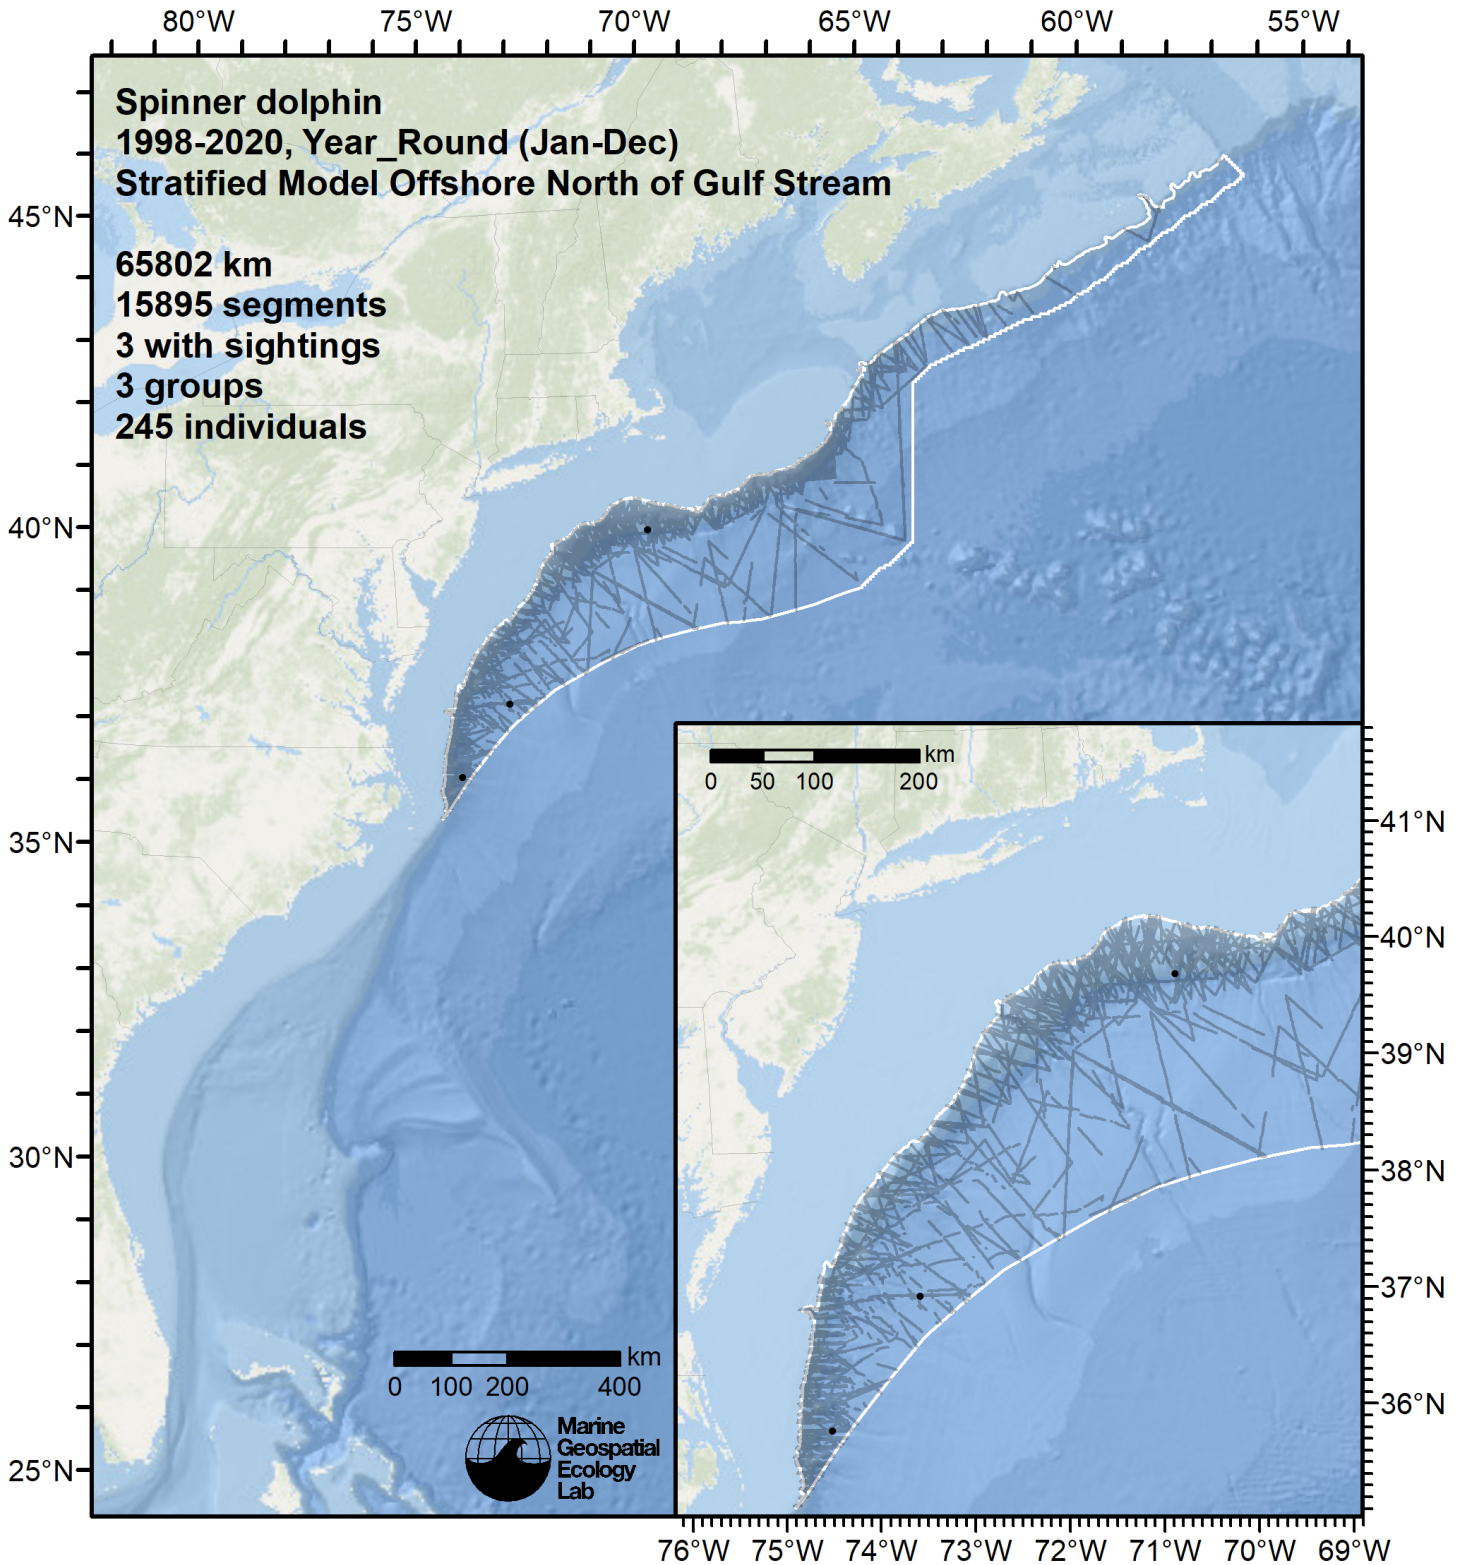 80°W 75°W 70°W 65°W 60°W 55°W
Spinner dolphin
1998-2020, Year_Round (Jan-Dec)
Stratified Model Offshore North of Gulf Stream
65802 km
15895 segments
3 with sightings
3 groups
245 individuals
45°N
40°N
35°N
30°N
25°N
km
0 50 100 200
41°N
40°N
39°N
38°N
37°N
36°N
km
0 100 200 400
Marine
Geospatial
Ecology
Lab
76°W 75°W 74°W 73°W 72°W 71°W 70°W 69°W